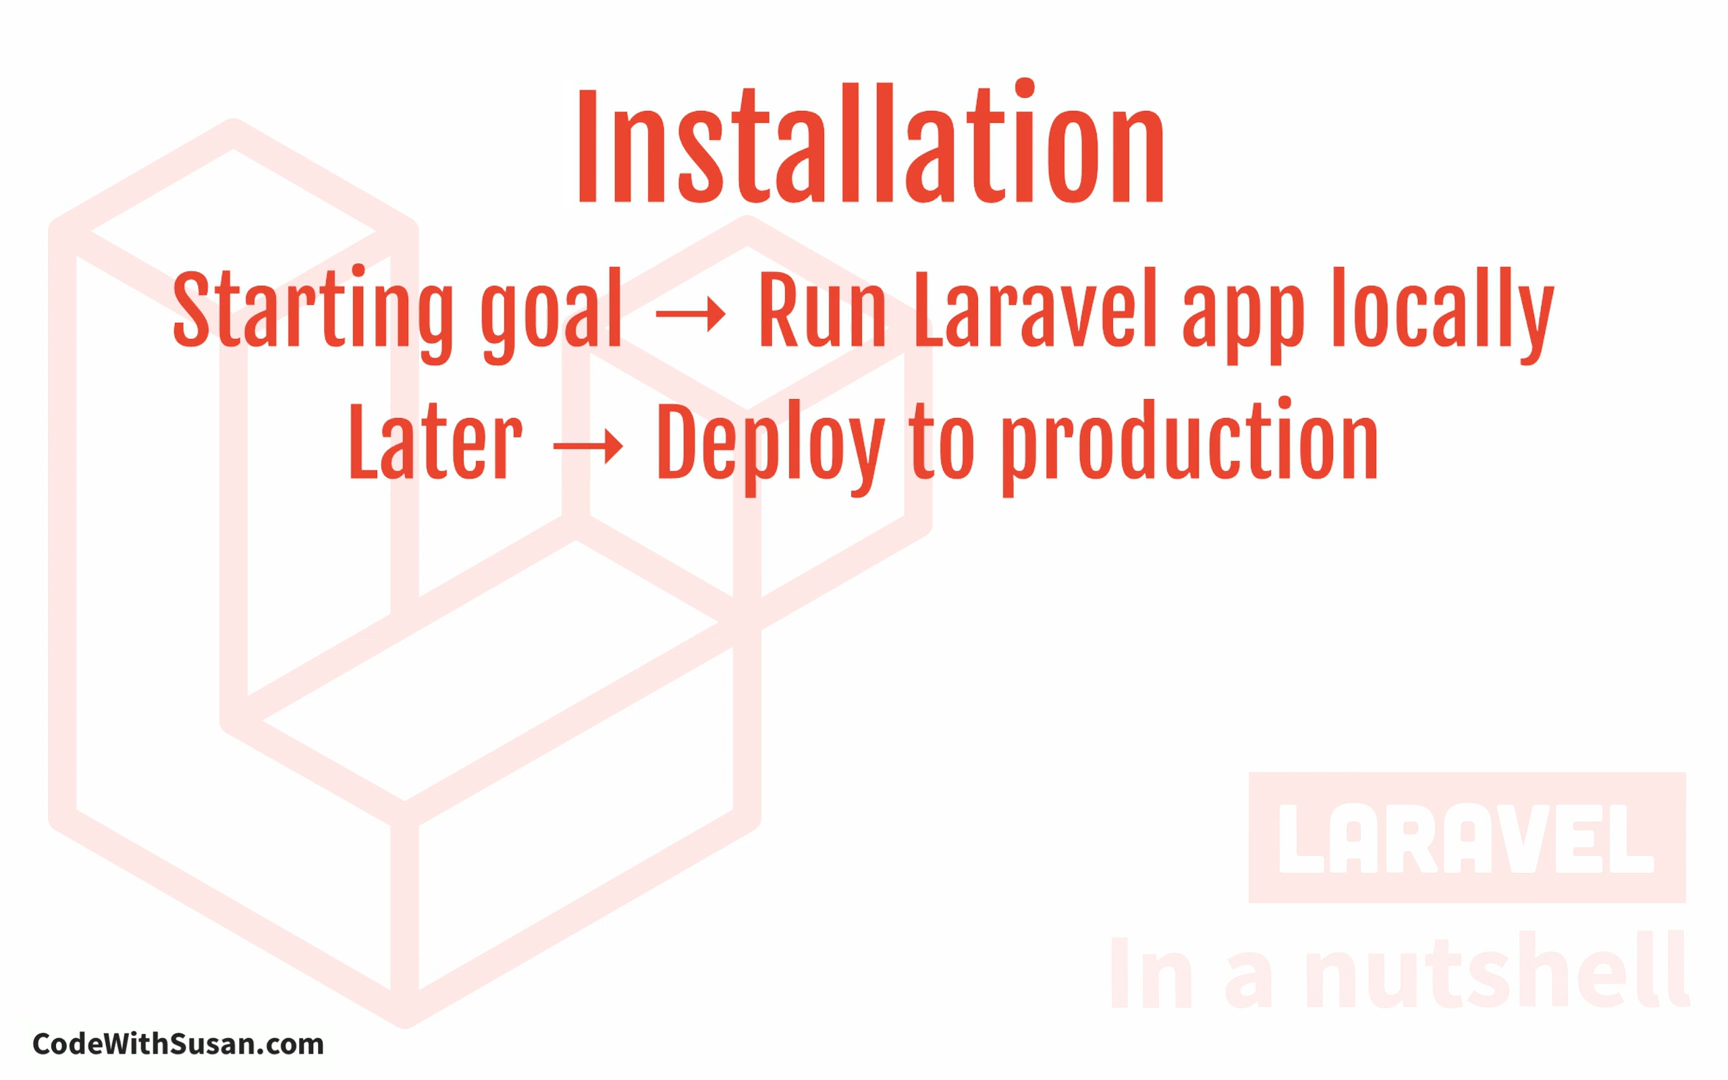 Installation
Starting goal → Run Laravel app locally
Later → Deploy to production
LARAVEL
In a nutshell
CodeWithSusan.com